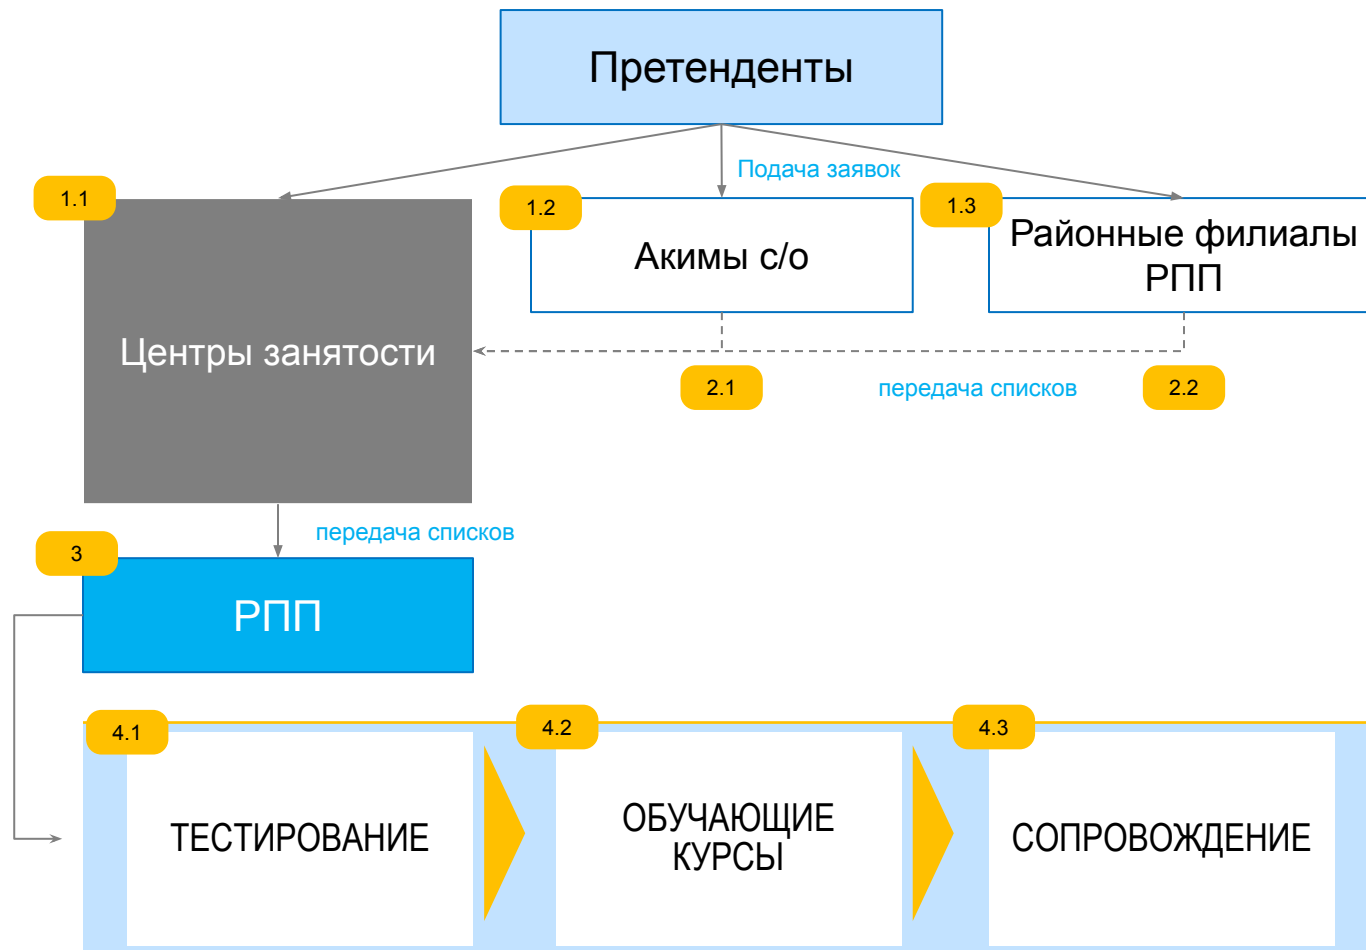 Претенденты
Подача заявок
1.1
1.2
1.3
Центры занятости
Акимы с/о
Районные филиалы
РПП
2.1
передача списков
2.2
передача списков
3
РПП
4.1
4.2
4.3
ТЕСТИРОВАНИЕ
ОБУЧАЮЩИЕ
КУРСЫ
СОПРОВОЖДЕНИЕ